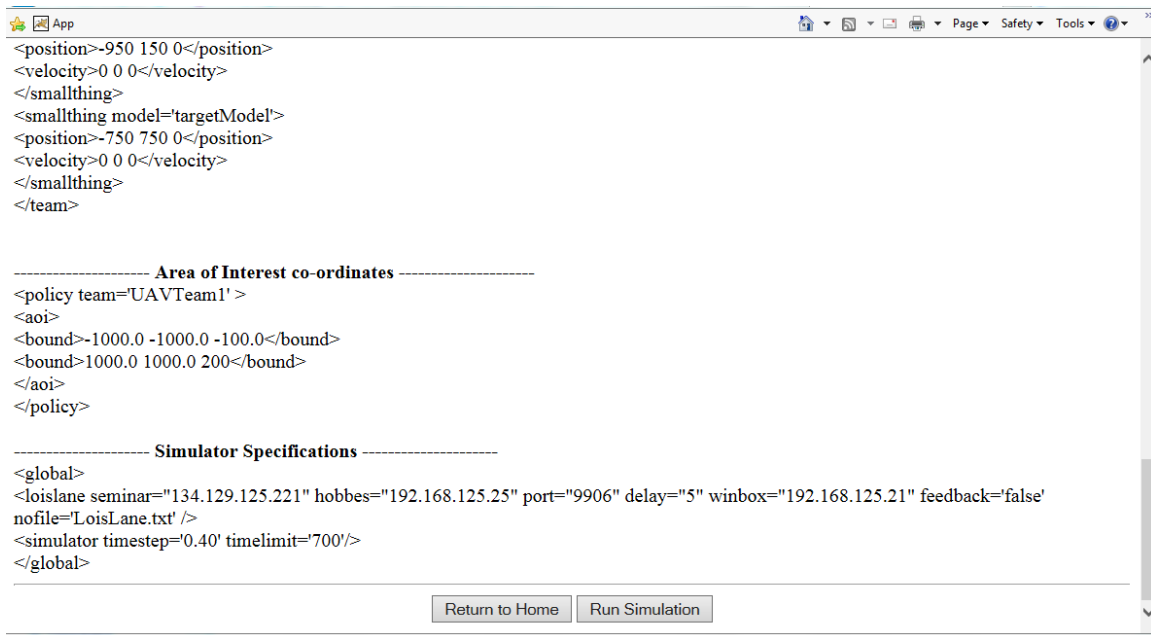 App
Page Safety Tools
<position>-950 150 0</position>
<velocity>0 0 0</velocity>
</smallthing>
<smallthing model='targetModel'>
<position>-750 750 0</position>
<velocity>0 0 0</velocity>
</smallthing>
</team>
--------------------- Area of Interest co-ordinates ---------------------
<policy team='UAVTeam1' >
<aoi>
<bound>-1000.0 -1000.0 -100.0</bound>
<bound>1000.0 1000.0 200</bound>
</aoi>
</policy>
--------------------- Simulator Specifications ---------------------
<global>
<loislane seminar="134.129.125.221" hobbes="192.168.125.25" port="9906" delay="5" winbox="192.168.125.21" feedback='false'
nofile='LoisLane.txt' />
<simulator timestep='0.40' timelimit='700'/>
</global>
Return to Home Run Simulation